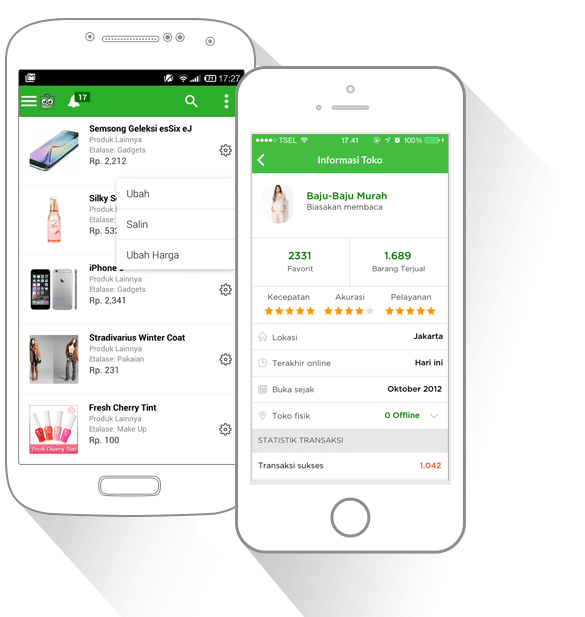 17:27
17
Semsong Geleksi esSix eJ
Produk Lainnya
Etalase: Gadgets
Rp. 2,212
Silky S
Produk
Etalase:
Rp. 532
Ubah
Salin
Ubah Harga
iPhone
Produk Lainnya
Etalase: Gadgets
Rp. 2,341
Stradivarius Winter Coat
Produk Lainnya
Etalase: Pakaian
Rp. 231
Fresh Cherry Tint
Produk Lainnya
Etalase: Make Up
Rp. 100
Fresh Cherry Tint
TSEL 17.41 100%
Informasi Toko
Baju-Baju Murah
Biasakan membaca
2331 1.689
Favorit Barang Terjual
Kecepatan Akurasi Pelayanan
Lokasi Jakarta
Terakhir online Hari ini
Buka sejak Oktober 2012
Toko fisik 0 Offline
STATISTIK TRANSAKSI
Transaksi sukses 1.042